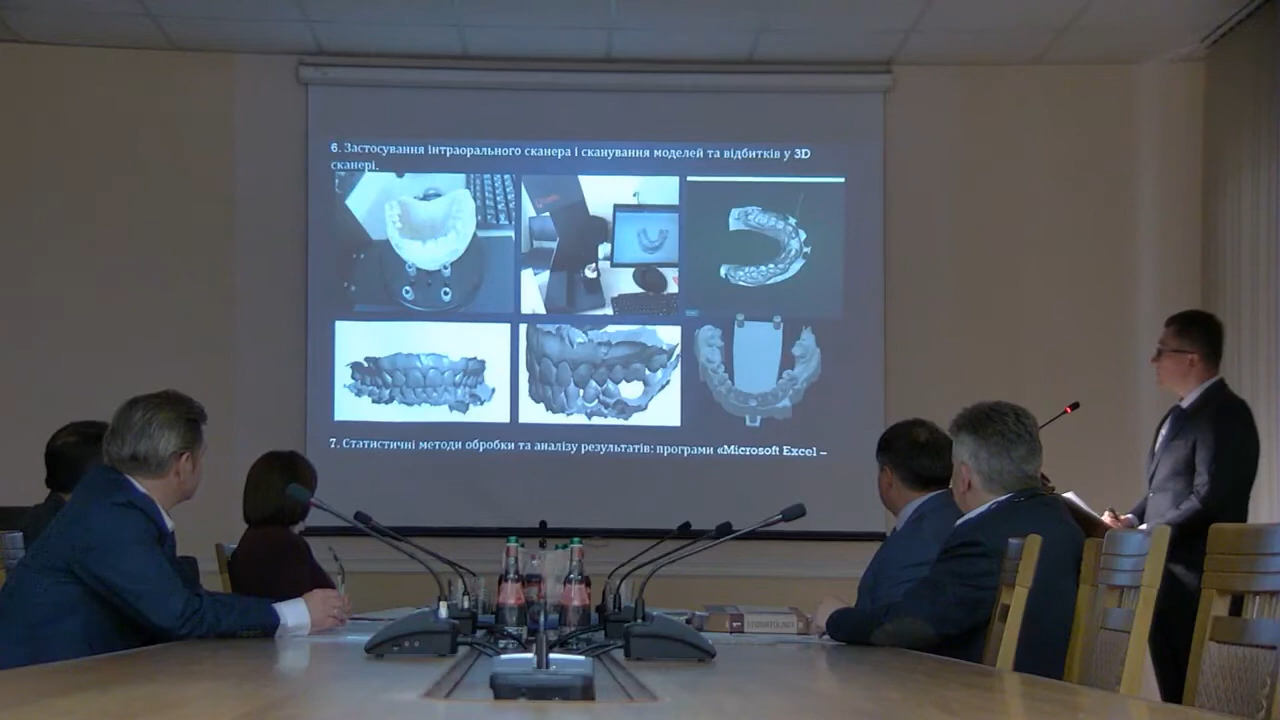 6. Застосування інтраорального сканера і сканування моделей та відбитків у 3D
сканері.
7. Статистичні методи обробки та аналізу результатів: програми «Microsoft Excel –